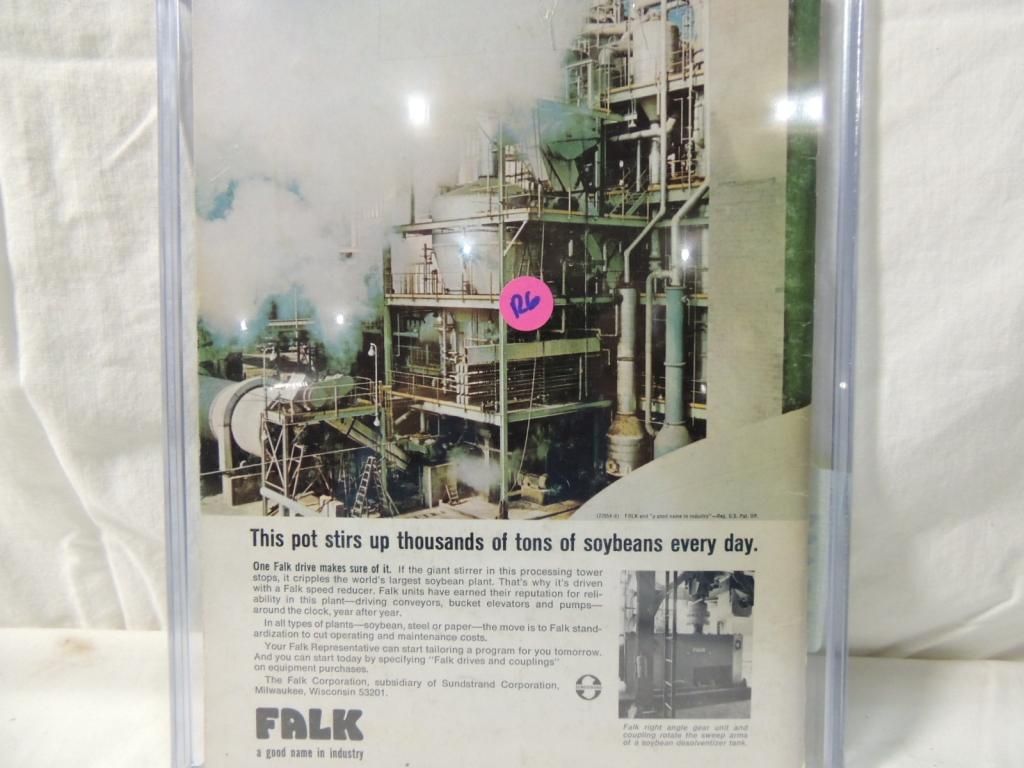 R6
(22954-R) FALK and "a good name in industry"—Reg. U.S. Pat. Off.
This pot stirs up thousands of tons of soybeans every day.
One Falk drive makes sure of it. If the giant stirrer in this processing tower
stops, it cripples the world's largest soybean plant. That's why it's driven
with a Falk speed reducer. Falk units have earned their reputation for reli-
ability in this plant—driving conveyors, bucket elevators and pumps—
around the clock, year after year.
In all types of plants—soybean, steel or paper—the move is to Falk stand-
ardization to cut operating and maintenance costs.
Your Falk Representative can start tailoring a program for you tomorrow.
And you can start today by specifying "Falk drives and couplings"
on equipment purchases.
The Falk Corporation, subsidiary of Sundstrand Corporation,
Milwaukee, Wisconsin 53201.
SUNDSTRAND
FALK
Falk right angle gear unit and
coupling rotate the sweep arms
of a soybean desolventizer tank.
FALK
a good name in industry